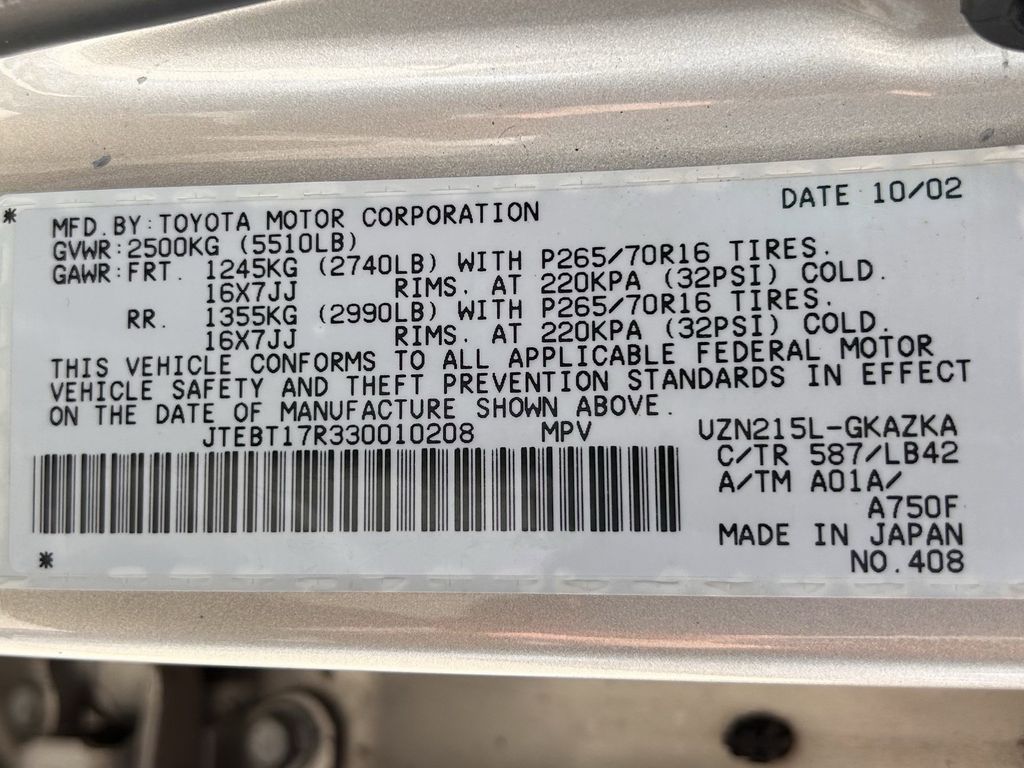 DATE 10/02
MFD.BY:TOYOTA MOTOR CORPORATION
GVWR:2500KG (5510LB)
GAWR:FRT. 1245KG (2740LB) WITH P265/70R16 TIRES.
16X7JJ RIMS. AT 220KPA (32PSI) COLD.
RR. 1355KG (2990LB) WITH P265/70R16 TIRES.
16X7JJ RIMS. AT 220KPA (32PSI) COLD.
THIS VEHICLE CONFORMS TO ALL APPLICABLE FEDERAL MOTOR
VEHICLE SAFETY AND THEFT PREVENTION STANDARDS IN EFFECT
ON THE DATE OF MANUFACTURE SHOWN ABOVE.
JTEBT17R330010208 MPV UZN215L-GKAZKA
C/TR 587/LB42
A/TM A01A/
A750F
MADE IN JAPAN
NO.408